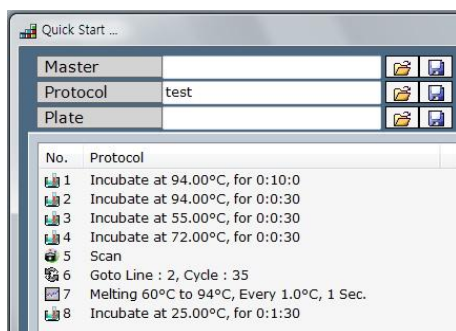 Quick Start ...
Master
Protocol test
Plate
No. Protocol
1 Incubate at 94.00°C, for 0:10:0
2 Incubate at 94.00°C, for 0:0:30
3 Incubate at 55.00°C, for 0:0:30
4 Incubate at 72.00°C, for 0:0:30
5 Scan
6 Goto Line : 2, Cycle : 35
7 Melting 60°C to 94°C, Every 1.0°C, 1 Sec.
8 Incubate at 25.00°C, for 0:1:30